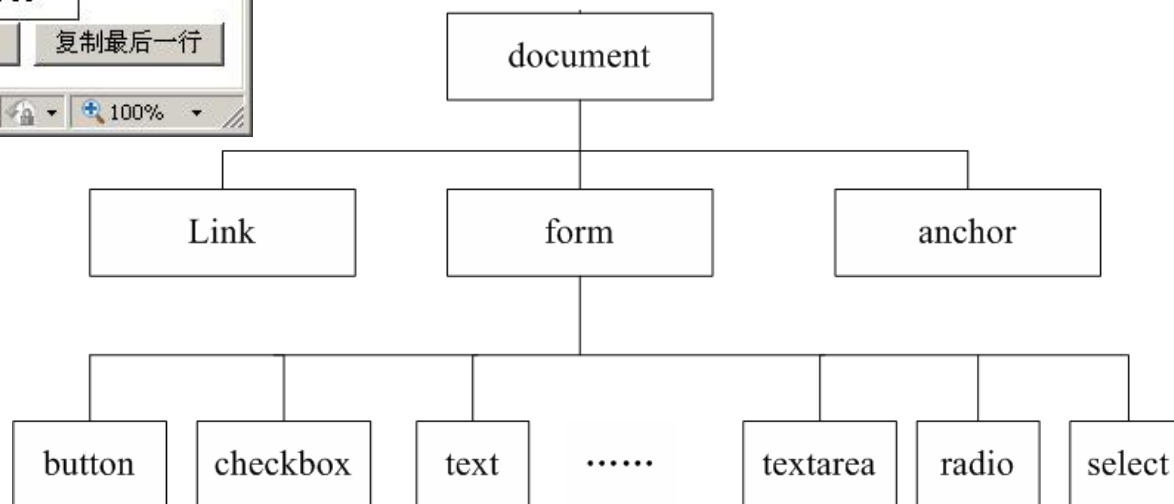 复制最后一行
100%
document
Link form anchor
button checkbox text …… textarea radio select